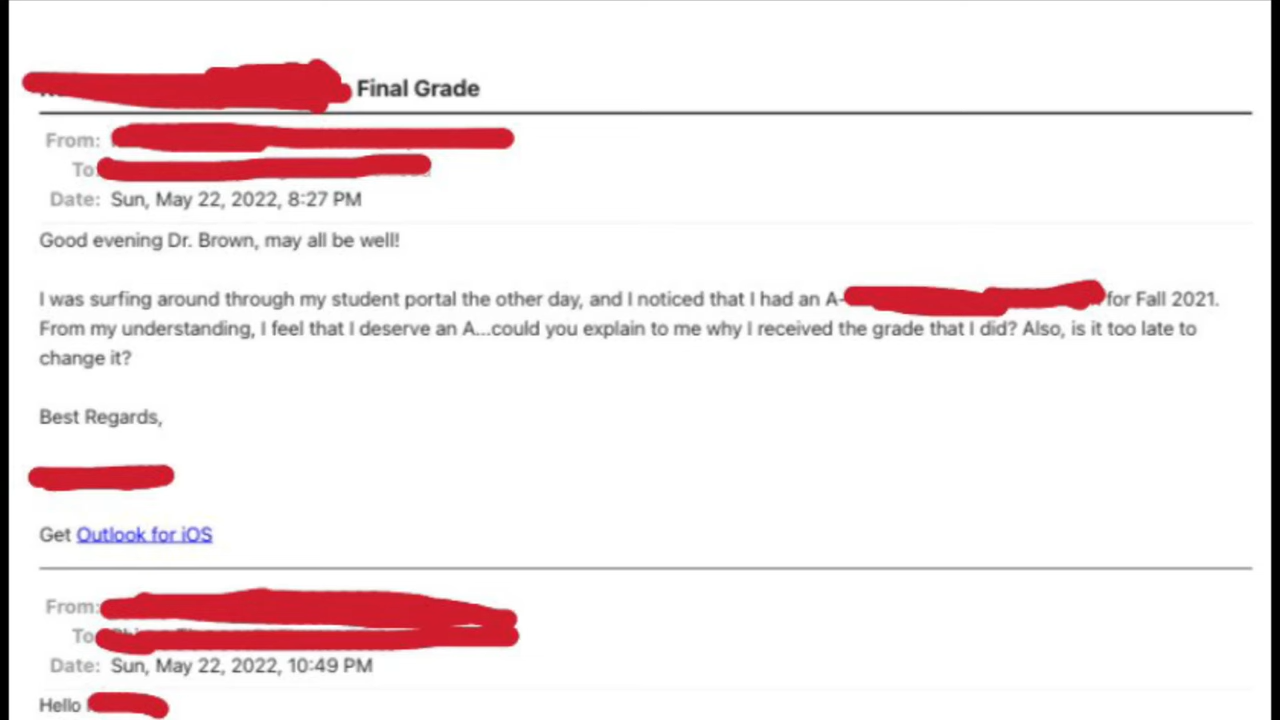 Final Grade
From:
To:
Date: Sun, May 22, 2022, 8:27 PM
Good evening Dr. Brown, may all be well!
I was surfing around through my student portal the other day, and I noticed that I had an A- for Fall 2021.
From my understanding, I feel that I deserve an A...could you explain to me why I received the grade that I did? Also, is it too late to
change it?
Best Regards,
Get Outlook for iOS
From:
To
Date: Sun, May 22, 2022, 10:49 PM
Hello